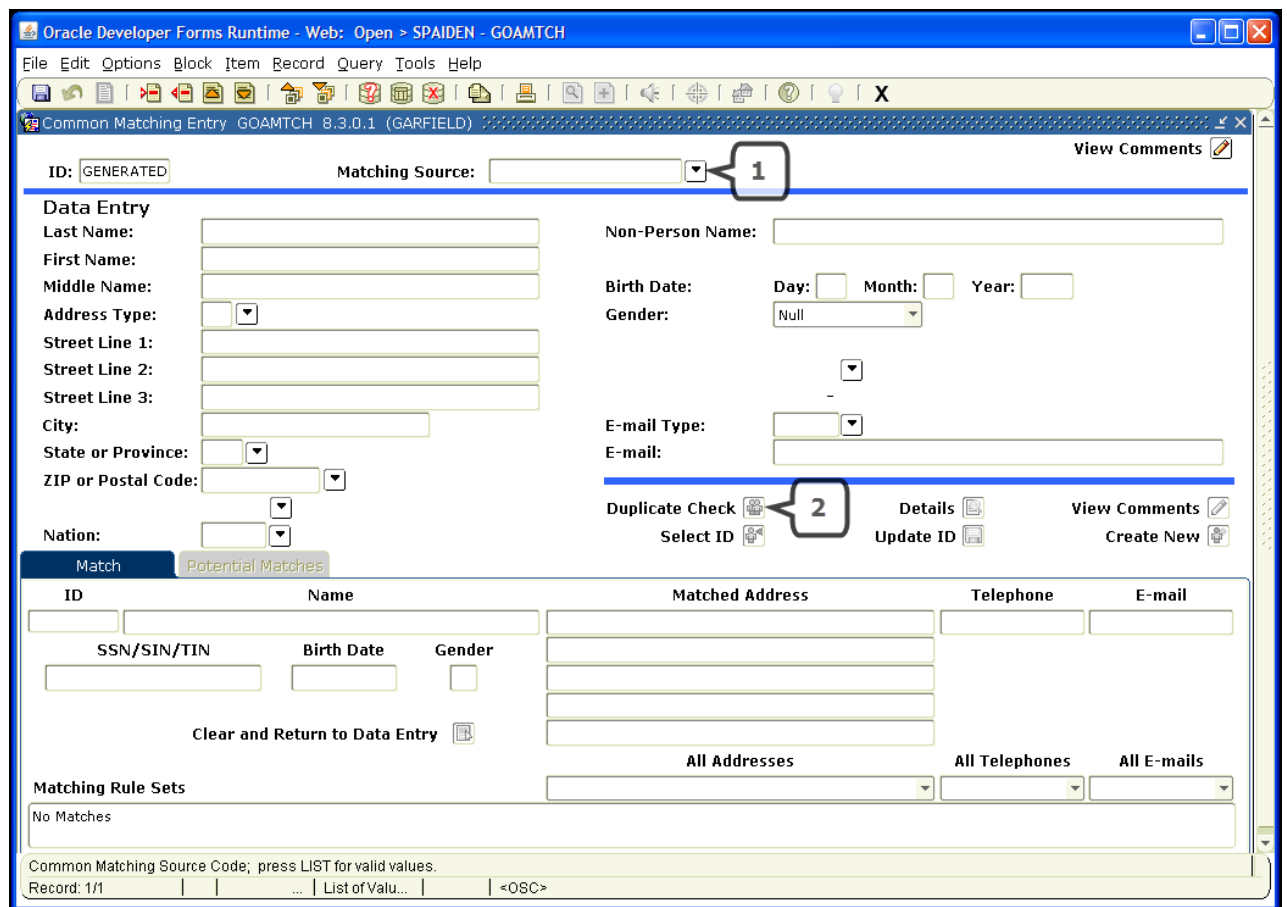 Oracle Developer Forms Runtime - Web: Open > SPAIDEN - GOAMTCH
File Edit Options Block Item Record Query Tools Help
X
Common Matching Entry GOAMTCH 8.3.0.1 (GARFIELD)
View Comments
ID: GENERATED Matching Source: 1
Data Entry
Last Name: Non-Person Name:
First Name:
Middle Name: Birth Date: Day: Month: Year:
Address Type: Gender: Null
Street Line 1:
Street Line 2:
Street Line 3: -
City: E-mail Type:
State or Province: E-mail:
ZIP or Postal Code:
Duplicate Check 2 Details View Comments
Nation: Select ID Update ID Create New
Match Potential Matches
ID Name Matched Address Telephone E-mail
SSN/SIN/TIN Birth Date Gender
Clear and Return to Data Entry
All Addresses All Telephones All E-mails
Matching Rule Sets
No Matches
Common Matching Source Code; press LIST for valid values.
Record: 1/1 ... List of Valu... <OSC>